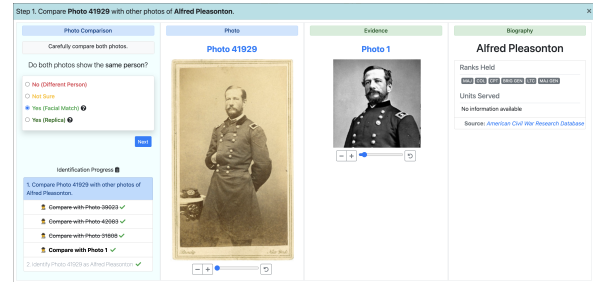 Step 1. Compare Photo 41929 with other photos of Alfred Pleasonton.
×
Photo Comparison
Carefully compare both photos.
Do both photos show the same person?
No (Different Person)
Not Sure
Yes (Facial Match)
Yes (Replica)
Next
Identification Progress
1. Compare Photo 41929 with other photos of
Alfred Pleasonton.
Compare with Photo 39023
Compare with Photo 42083
Compare with Photo 31898
Compare with Photo 1
2. Identify Photo 41929 as Alfred Pleasonton
Photo
Photo 41929
Brady
New York
Evidence
Photo 1
Biography
Alfred Pleasonton
Ranks Held
MAJ COL CPT BRIG GEN LTC MAJ GEN
Units Served
No information available
Source: American Civil War Research Database